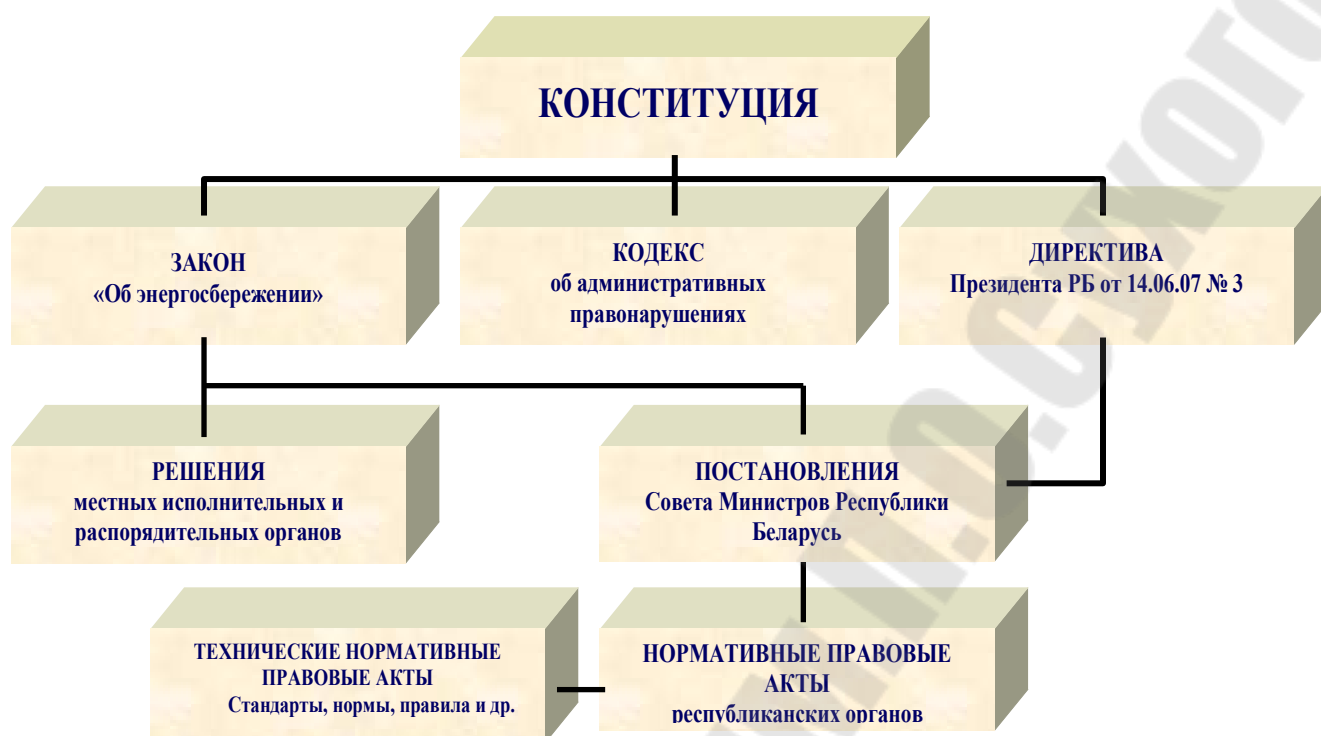 КОНСТИТУЦИЯ
ЗАКОН
«Об энергосбережении»
КОДЕКС
об административных
правонарушениях
ДИРЕКТИВА
Президента РБ от 14.06.07 № 3
РЕШЕНИЯ
местных исполнительных и
распорядительных органов
ПОСТАНОВЛЕНИЯ
Совета Министров Республики
Беларусь
ТЕХНИЧЕСКИЕ НОРМАТИВНЫЕ
ПРАВОВЫЕ АКТЫ
Стандарты, нормы, правила и др.
НОРМАТИВНЫЕ ПРАВОВЫЕ
АКТЫ
республиканских органов
П.О.Сухого